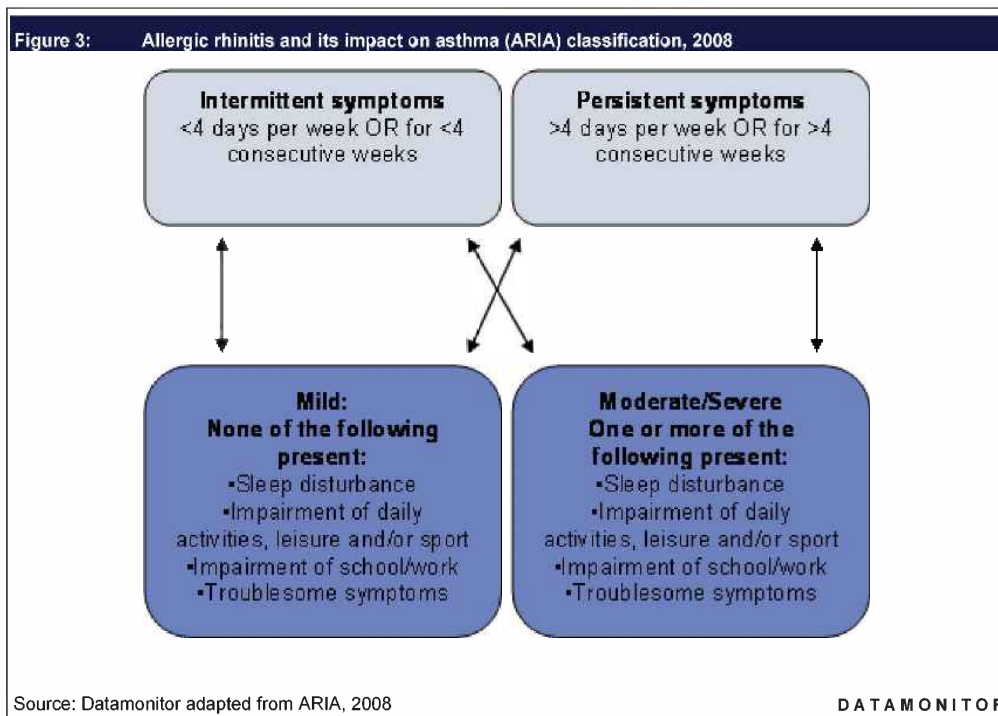 Figure 3: Allergic rhinitis and its impact on asthma (ARIA) classification, 2008
Intermittent symptoms
<4 days per week OR for <4
consecutive weeks
Persistent symptoms
>4 days per week OR for >4
consecutive weeks
Mild:
None of the following
present:
▪Sleep disturbance
▪Impairment of daily
activities, leisure and/or sport
▪Impairment of school/work
▪Troublesome symptoms
Moderate/Severe
One or more of the
following present:
▪Sleep disturbance
▪Impairment of daily
activities, leisure and/or sport
▪Impairment of school/work
▪Troublesome symptoms
Source: Datamonitor adapted from ARIA, 2008
DATAMONITOR